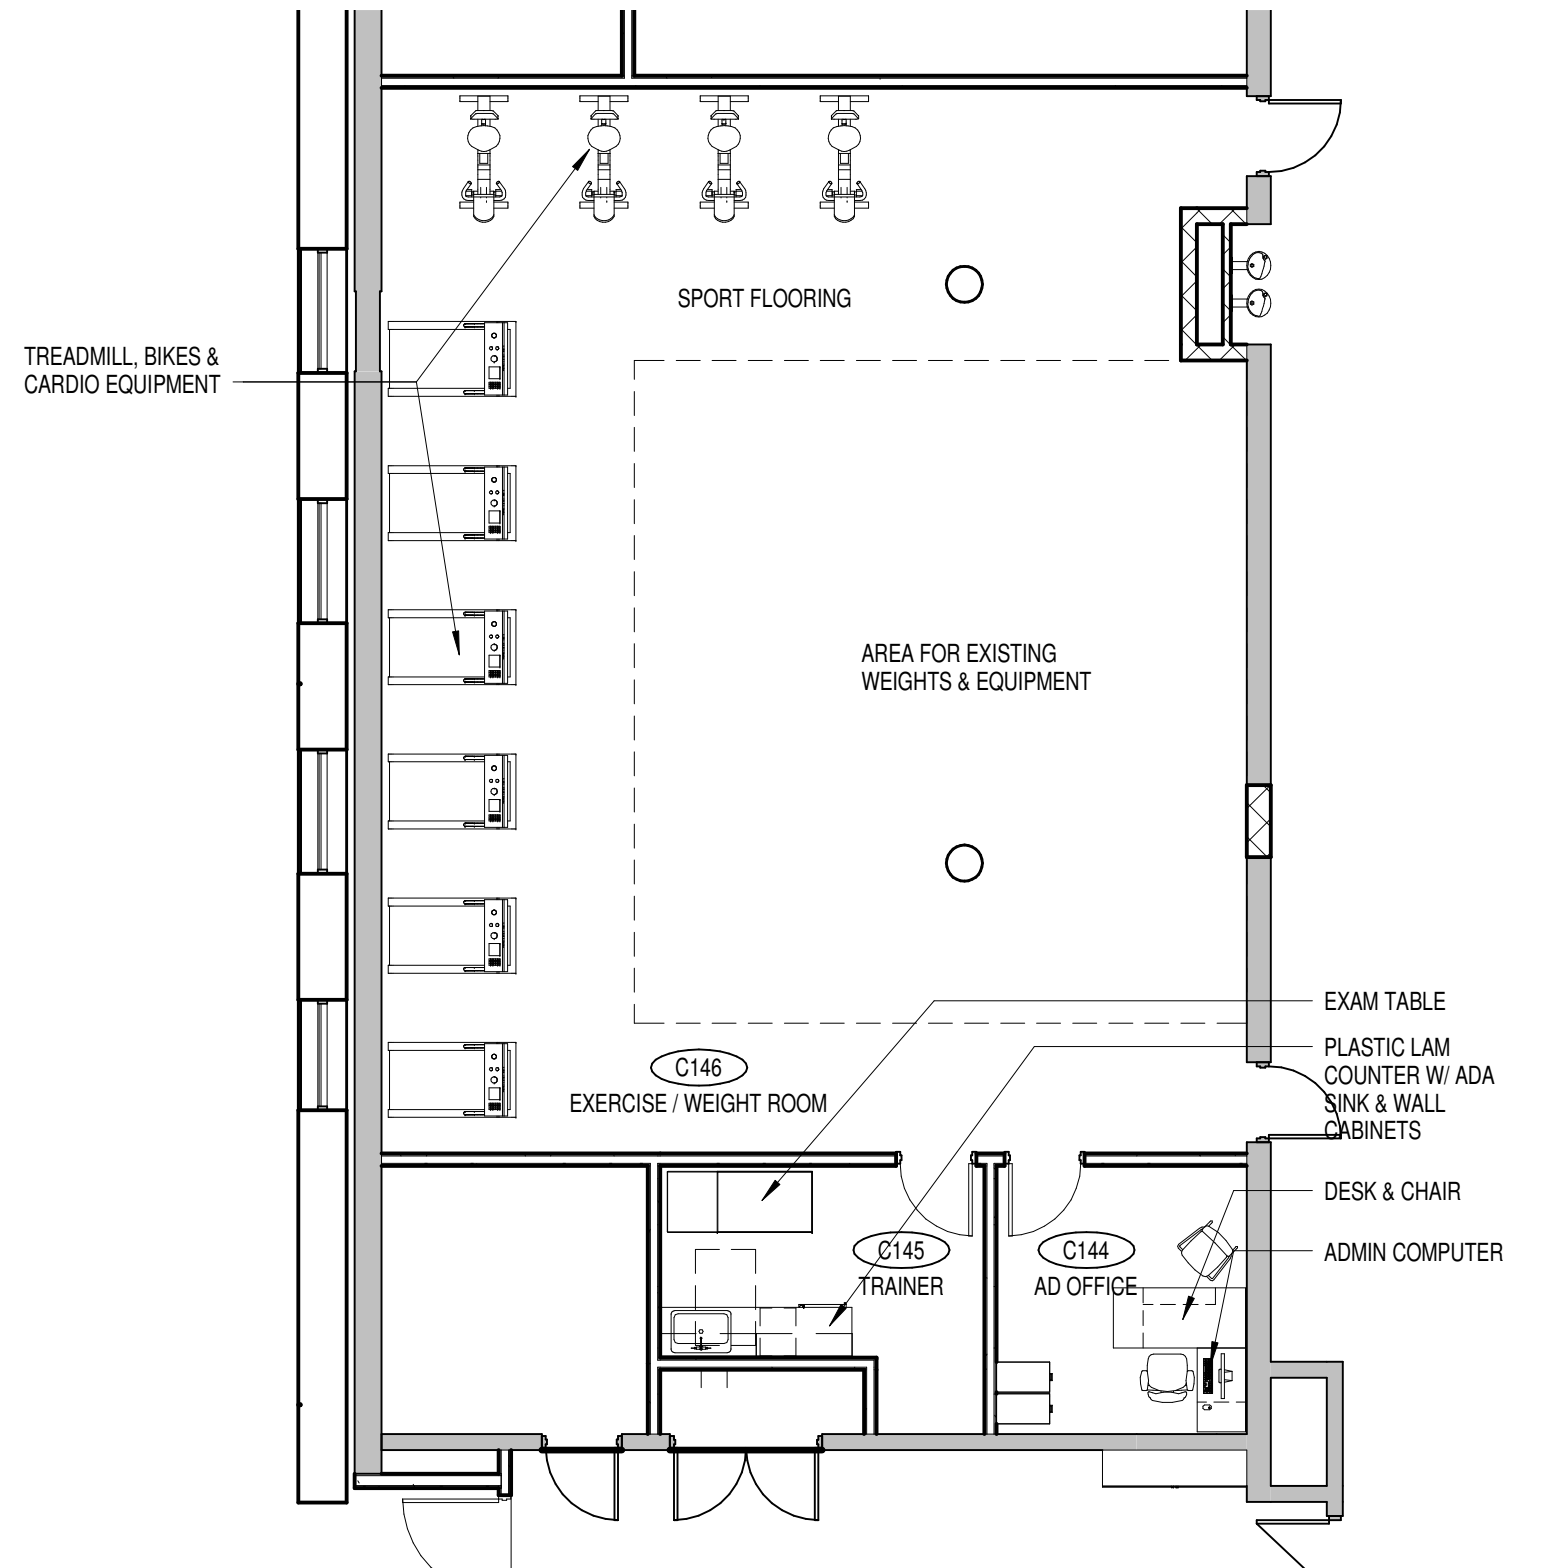 SPORT FLOORING
TREADMILL, BIKES &
CARDIO EQUIPMENT
AREA FOR EXISTING
WEIGHTS & EQUIPMENT
EXAM TABLE
PLASTIC LAM
COUNTER W/ ADA
SINK & WALL
CABINETS
C146
EXERCISE / WEIGHT ROOM
DESK & CHAIR
C145
TRAINER
C144
AD OFFICE
ADMIN COMPUTER